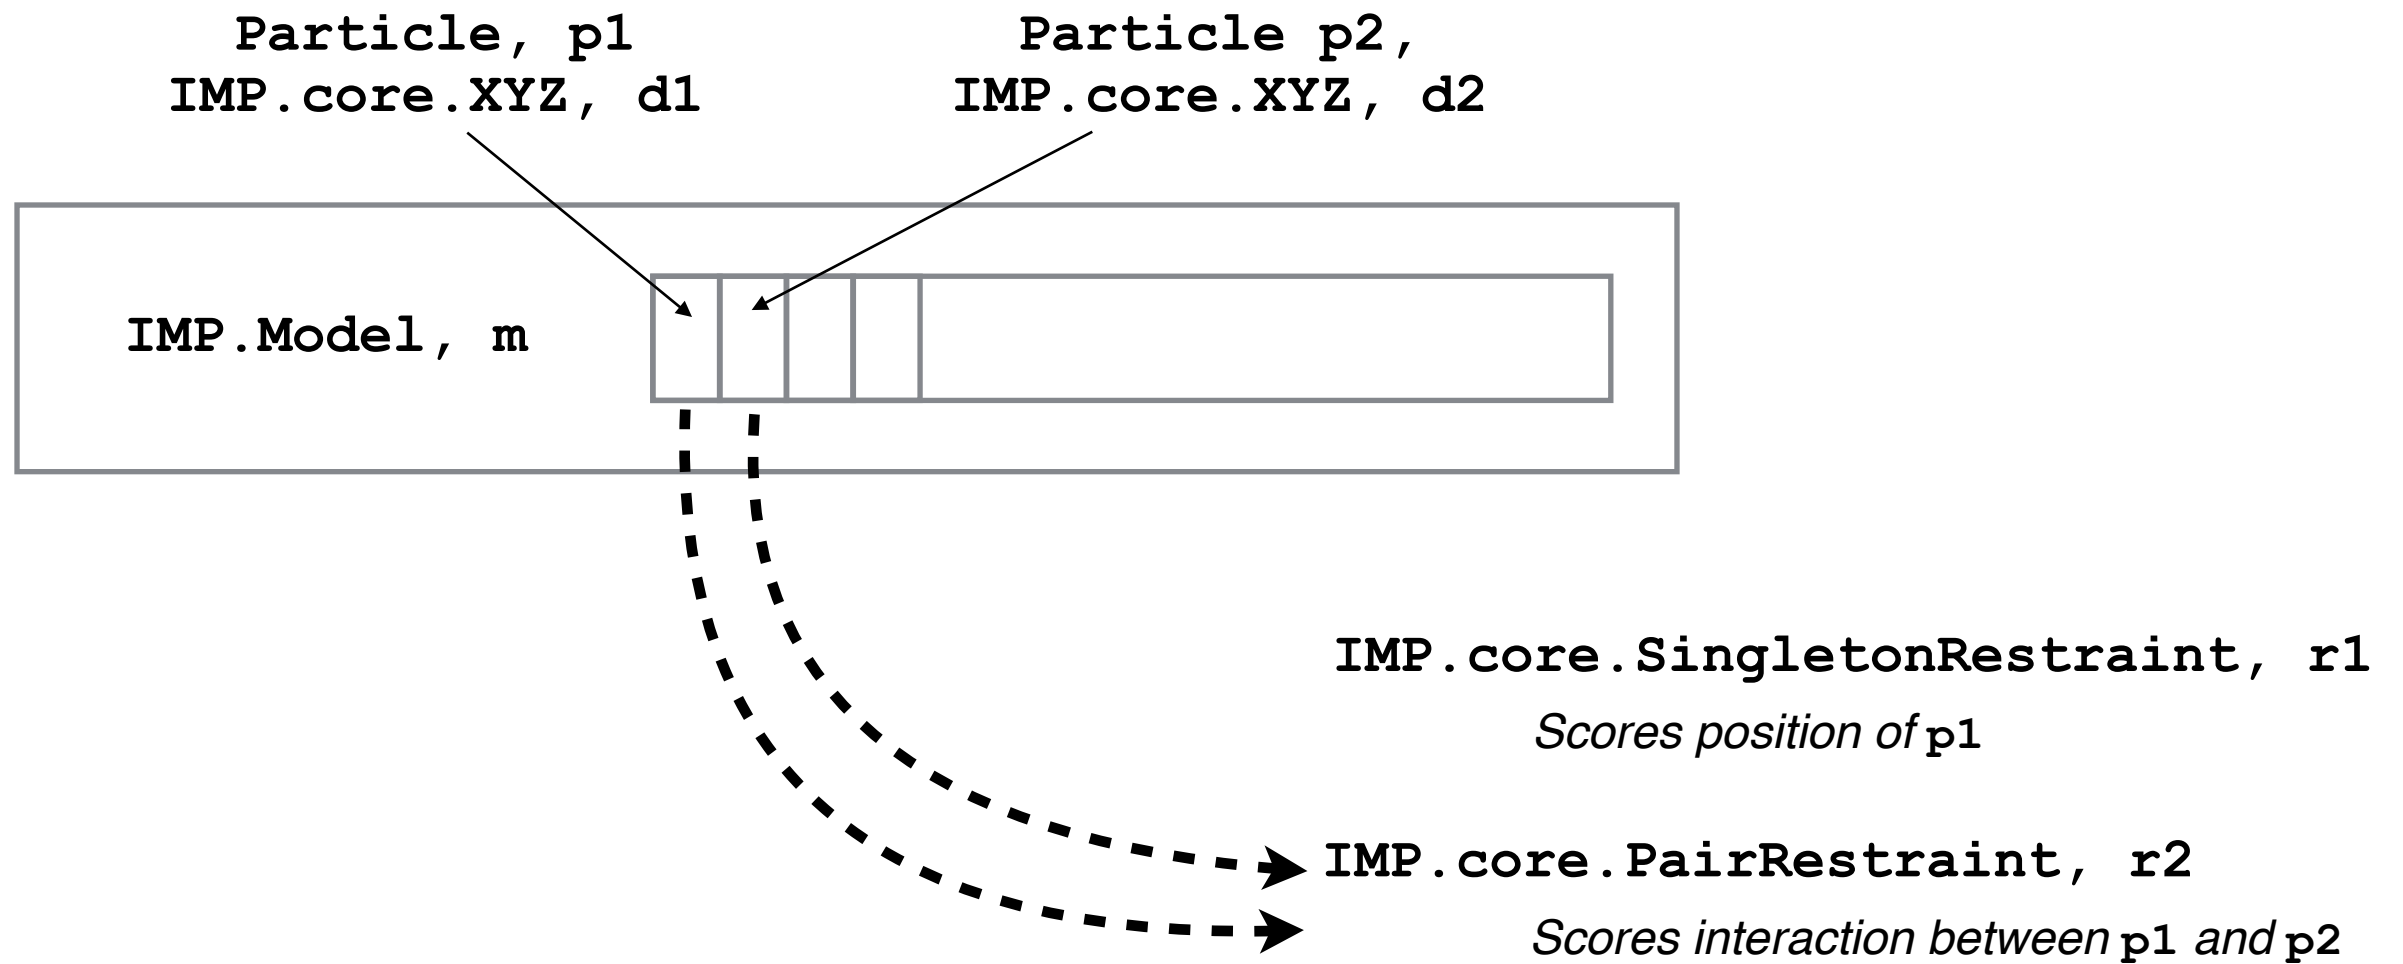 Particle, p1
IMP.core.XYZ, d1
Particle p2,
IMP.core.XYZ, d2
IMP.Model, m
IMP.core.SingletonRestraint, r1
Scores position of p1
IMP.core.PairRestraint, r2
Scores interaction between p1 and p2